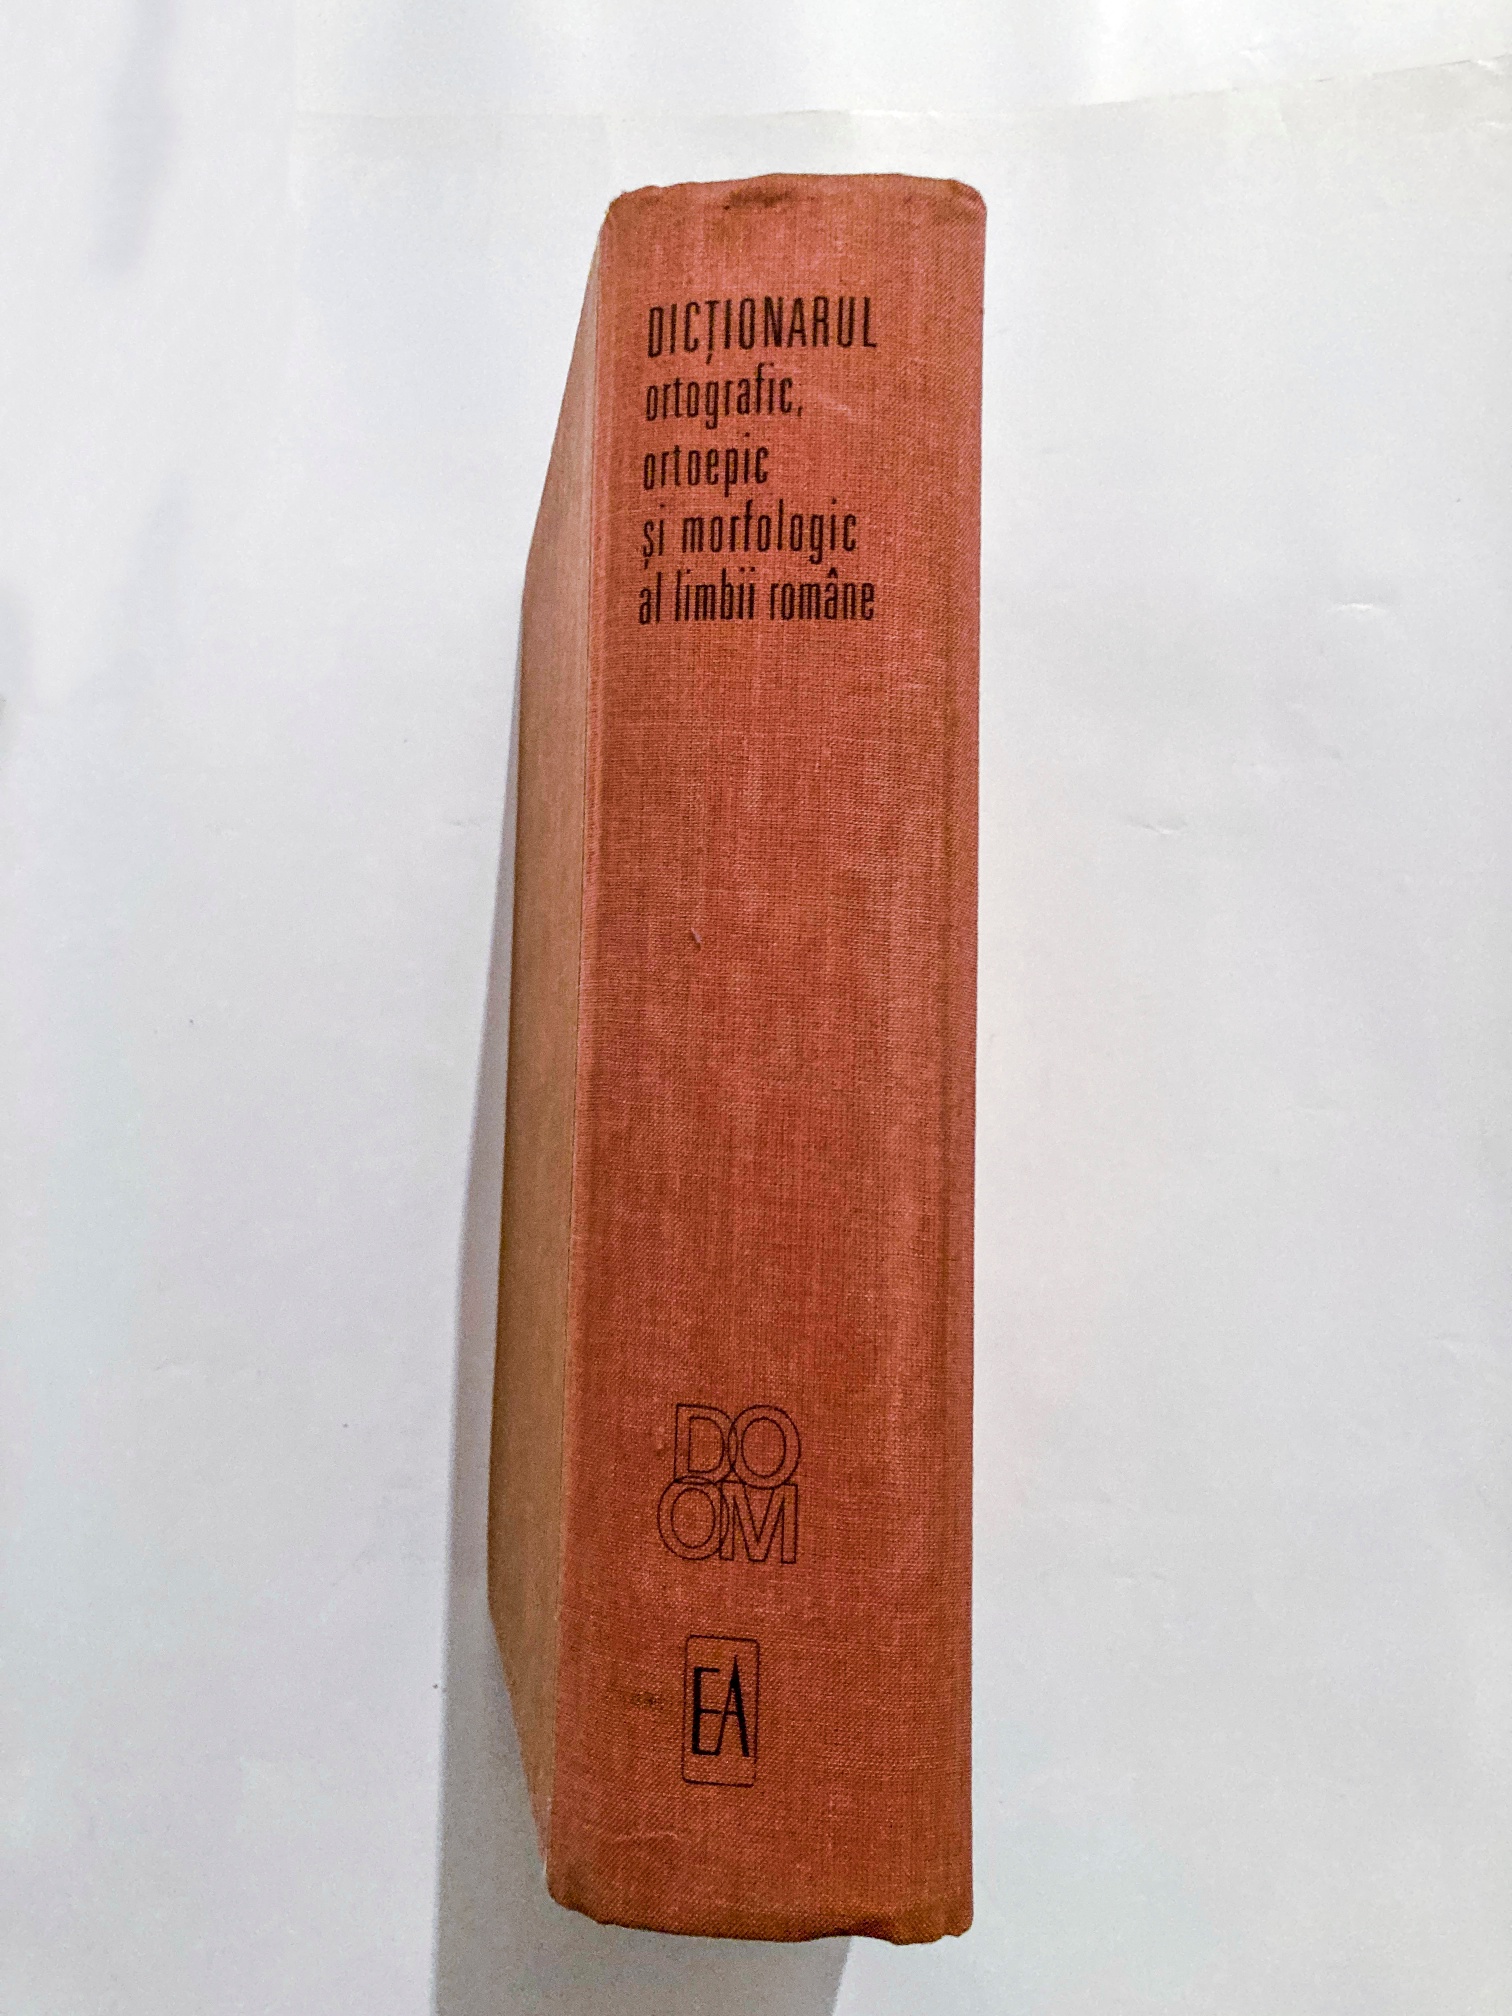 DICȚIONARUL
ortografic,
ortoepic
și morfologic
al limbii române
DO
OM
EA